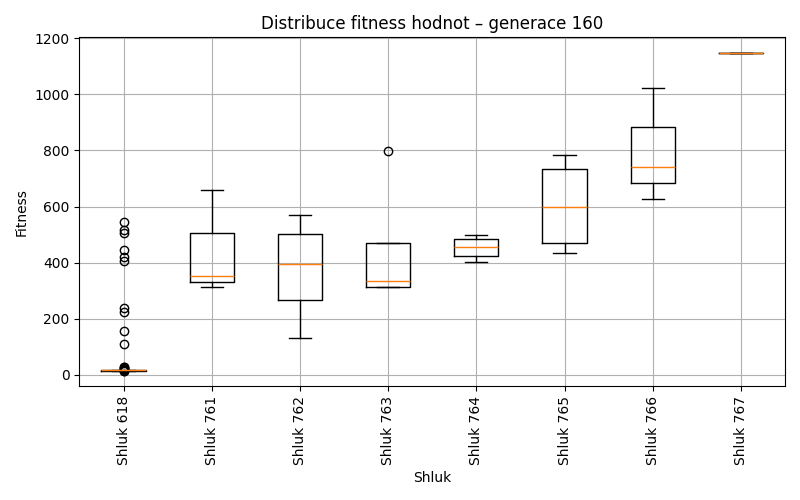 Distribuce fitness hodnot – generace 160
Fitness
1200
1000
800
600
400
200
0
Shluk 618
Shluk 761
Shluk 762
Shluk 763
Shluk 764
Shluk 765
Shluk 766
Shluk 767
Shluk